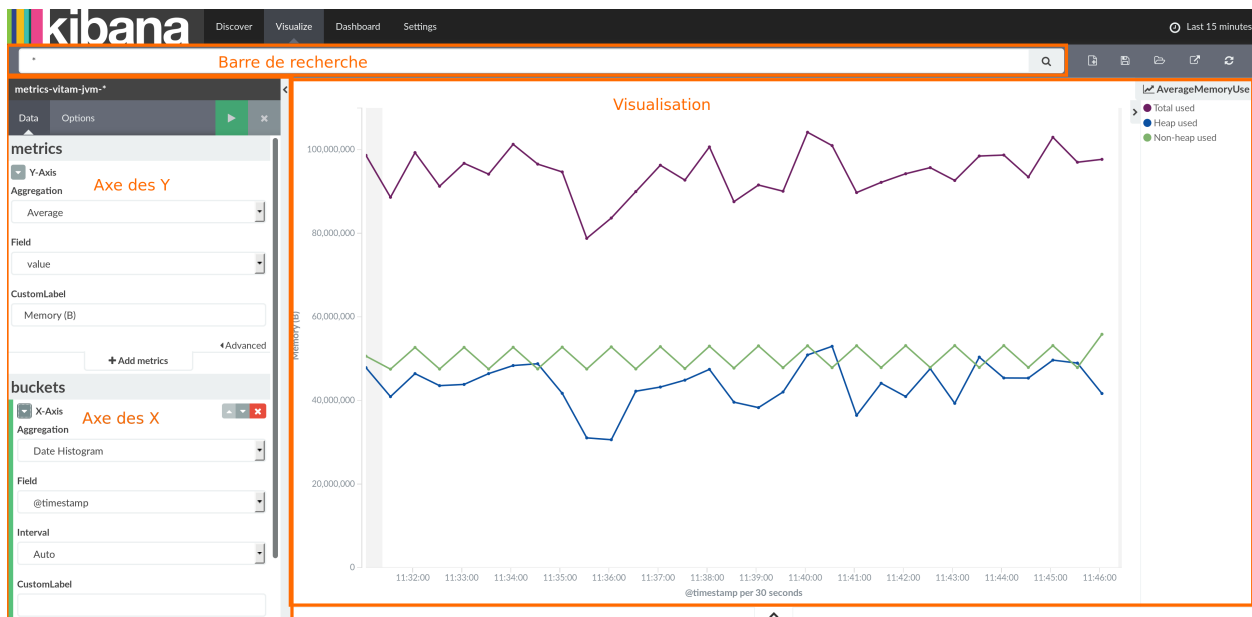 kibana
Discover Visualize Dashboard Settings Last 15 minutes
* Barre de recherche
metrics-vitam-jvm-*
Data Options
metrics
Y-Axis
Axe des Y
Aggregation
Average
Field
value
CustomLabel
Memory (B)
Advanced
Add metrics
buckets
X-Axis
Axe des X
Aggregation
Date Histogram
Field
@timestamp
Interval
Auto
CustomLabel
Visualisation
100,000,000
80,000,000
60,000,000
40,000,000
20,000,000
0
Memory (B)
11:32:00 11:33:00 11:34:00 11:35:00 11:36:00 11:37:00 11:38:00 11:39:00 11:40:00 11:41:00 11:42:00 11:43:00 11:44:00 11:45:00 11:46:00
@timestamp per 30 seconds
AverageMemoryUse
Total used
Heap used
Non-heap used